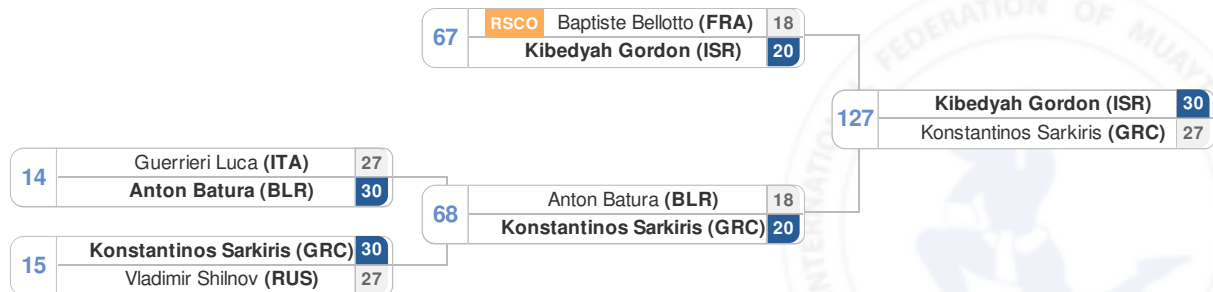 67
RSCO Baptiste Bellotto (FRA) 18
Kibedyah Gordon (ISR) 20
127
Kibedyah Gordon (ISR) 30
Konstantinos Sarkiris (GRC) 27
14
Guerrieri Luca (ITA) 27
Anton Batura (BLR) 30
68
Anton Batura (BLR) 18
Konstantinos Sarkiris (GRC) 20
15
Konstantinos Sarkiris (GRC) 30
Vladimir Shilnov (RUS) 27
FEDERATION OF